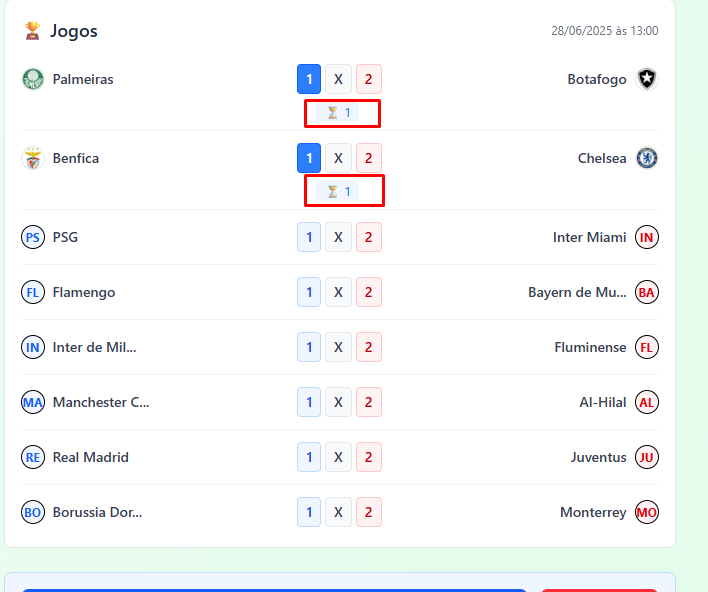 🏆 Jogos 28/06/2025 às 13:00
Palmeiras 1 X 2 Botafogo
⏳ 1
Benfica 1 X 2 Chelsea
⏳ 1
PS PSG 1 X 2 Inter Miami IN
FL Flamengo 1 X 2 Bayern de Mu... BA
IN Inter de Mil... 1 X 2 Fluminense FL
MA Manchester C... 1 X 2 Al-Hilal AL
RE Real Madrid 1 X 2 Juventus JU
BO Borussia Dor... 1 X 2 Monterrey MO